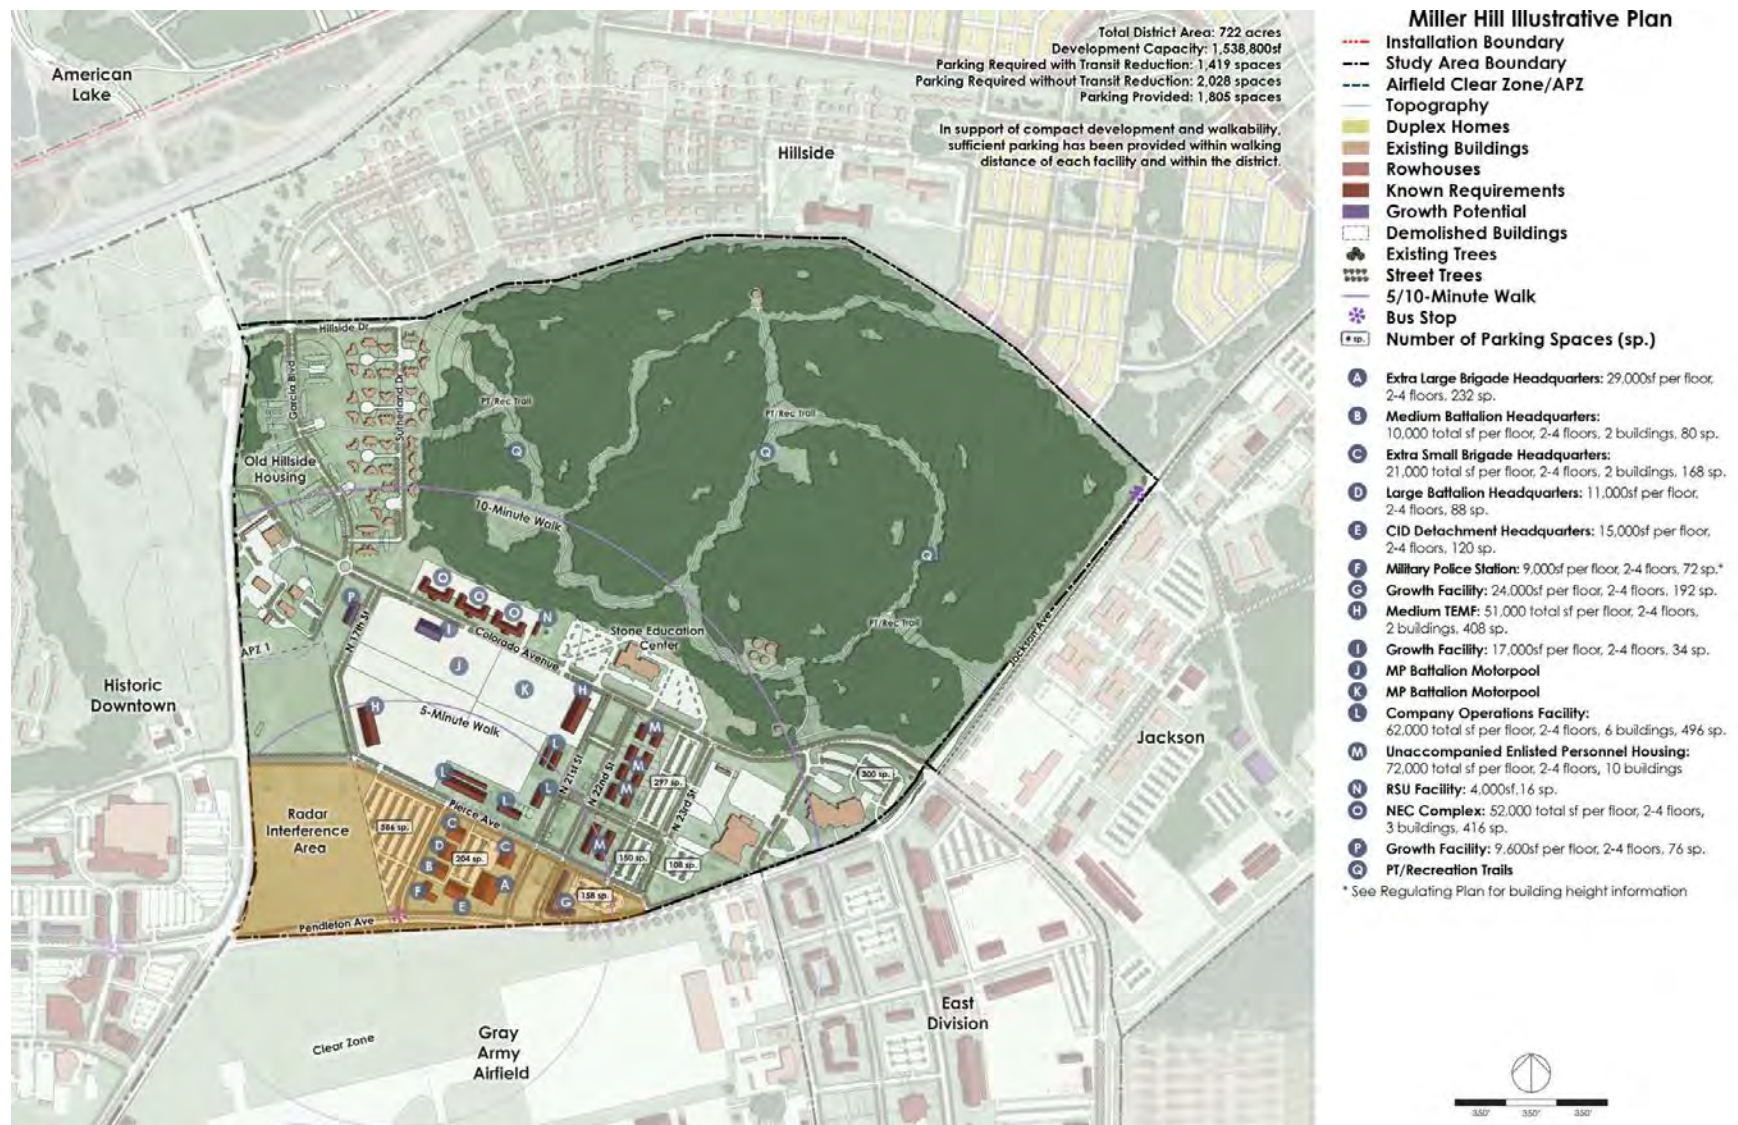 Miller Hill Illustrative Plan
Installation Boundary
Study Area Boundary
Airfield Clear Zone/APZ
Topography
Duplex Homes
Existing Buildings
Rowhouses
Known Requirements
Growth Potential
Demolished Buildings
Existing Trees
Street Trees
5/10-Minute Walk
Bus Stop
# sp.
Number of Parking Spaces (sp.)
A Extra Large Brigade Headquarters: 29,000sf per floor,
2-4 floors, 232 sp.
B Medium Battalion Headquarters:
10,000 total sf per floor, 2-4 floors, 2 buildings, 80 sp.
C Extra Small Brigade Headquarters:
21,000 total sf per floor, 2-4 floors, 2 buildings, 168 sp.
D Large Battalion Headquarters: 11,000sf per floor,
2-4 floors, 88 sp.
E CID Detachment Headquarters: 15,000sf per floor,
2-4 floors, 120 sp.
F Military Police Station: 9,000sf per floor, 2-4 floors, 72 sp.*
G Growth Facility: 24,000sf per floor, 2-4 floors, 192 sp.
H Medium TEMF: 51,000 total sf per floor, 2-4 floors,
2 buildings, 408 sp.
I Growth Facility: 17,000sf per floor, 2-4 floors, 34 sp.
J MP Battalion Motorpool
K MP Battalion Motorpool
L Company Operations Facility:
62,000 total sf per floor, 2-4 floors, 6 buildings, 496 sp.
M Unaccompanied Enlisted Personnel Housing:
72,000 total sf per floor, 2-4 floors, 10 buildings
N RSU Facility: 4,000sf, 16 sp.
O NEC Complex: 52,000 total sf per floor, 2-4 floors,
3 buildings, 416 sp.
P Growth Facility: 9,600sf per floor, 2-4 floors, 76 sp.
Q PT/Recreation Trails
* See Regulating Plan for building height information
350' 350' 350'
Total District Area: 722 acres
Development Capacity: 1,538,800sf
Parking Required with Transit Reduction: 1,419 spaces
Parking Required without Transit Reduction: 2,028 spaces
Parking Provided: 1,805 spaces
In support of compact development and walkability,
sufficient parking has been provided within walking
distance of each facility and within the district.
American
Lake
Hillside
Hillside Dr
Garcia Blvd
Sutherland Dr
PT/Rec Trail
PT/Rec Trail
Q
Q
Old Hillside
Housing
10-Minute Walk
Q
O
O
O
N
P
PT/Rec Trail
Stone Education
Center
I
Colorado Avenue
N 17th St
APZ 1
Jackson Ave
J
K
H
Historic
Downtown
H
5-Minute Walk
M
Jackson
L
M
L
L
L
M
N 21st St
N 22nd St
N 23rd St
297 sp.
300 sp.
Pierce Ave
Radar
Interference
Area
586 sp.
C
D
204 sp.
C
M
150 sp.
108 sp.
B
F
A
E
G
158 sp.
Pendleton Ave
East
Division
Clear Zone
Gray
Army
Airfield